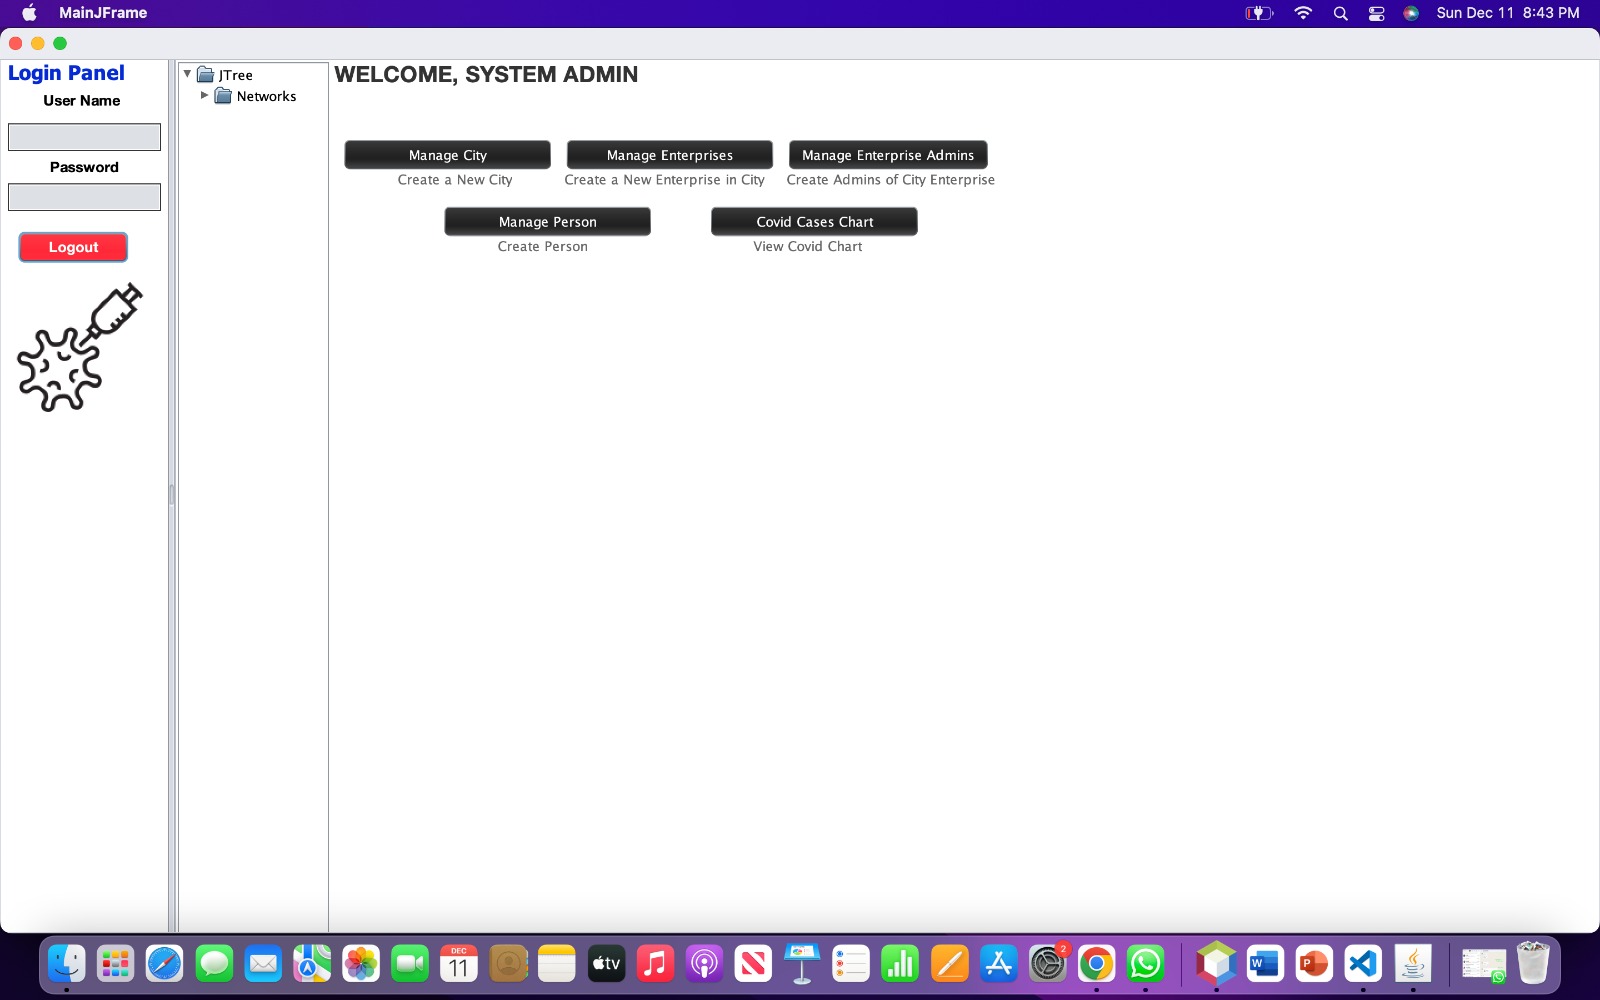 MainJFrame
Sun Dec 11 8:43 PM
Login Panel
User Name
Password
Logout
JTree
Networks
WELCOME, SYSTEM ADMIN
Manage City
Manage Enterprises
Manage Enterprise Admins
Create a New City
Create a New Enterprise in City
Create Admins of City Enterprise
Manage Person
Covid Cases Chart
Create Person
View Covid Chart
DEC
11
tv
2
W
P